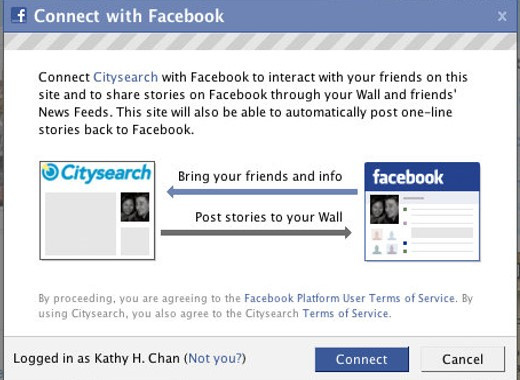 Connect with Facebook
x
Connect Citysearch with Facebook to interact with your friends on this
site and to share stories on Facebook through your Wall and friends'
News Feeds. This site will also be able to automatically post one-line
stories back to Facebook.
Citysearch
Bring your friends and info
Post stories to your Wall
facebook
By proceeding, you are agreeing to the Facebook Platform User Terms of Service. By
using Citysearch, you also agree to the Citysearch Terms of Service.
Logged in as Kathy H. Chan (Not you?)
Connect
Cancel